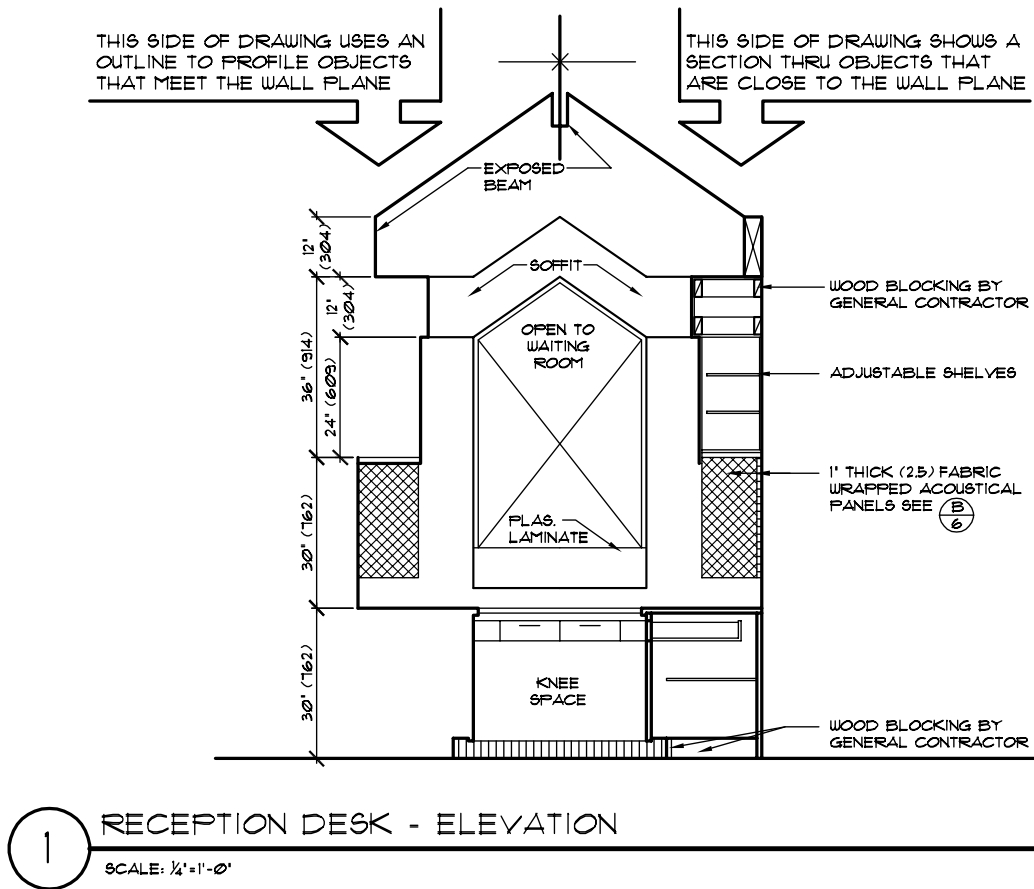 THIS SIDE OF DRAWING USES AN
OUTLINE TO PROFILE OBJECTS
THAT MEET THE WALL PLANE
THIS SIDE OF DRAWING SHOWS A
SECTION THRU OBJECTS THAT
ARE CLOSE TO THE WALL PLANE
EXPOSED
BEAM
12" (304)
SOFFIT
12" (304)
WOOD BLOCKING BY
GENERAL CONTRACTOR
OPEN TO
WAITING
ROOM
36" (914)
24" (609)
ADJUSTABLE SHELVES
1" THICK (2.5) FABRIC
WRAPPED ACOUSTICAL
PANELS SEE B
6
30" (762)
PLAS.
LAMINATE
30" (762)
KNEE
SPACE
WOOD BLOCKING BY
GENERAL CONTRACTOR
1 RECEPTION DESK - ELEVATION
SCALE: ¼"=1'-0"